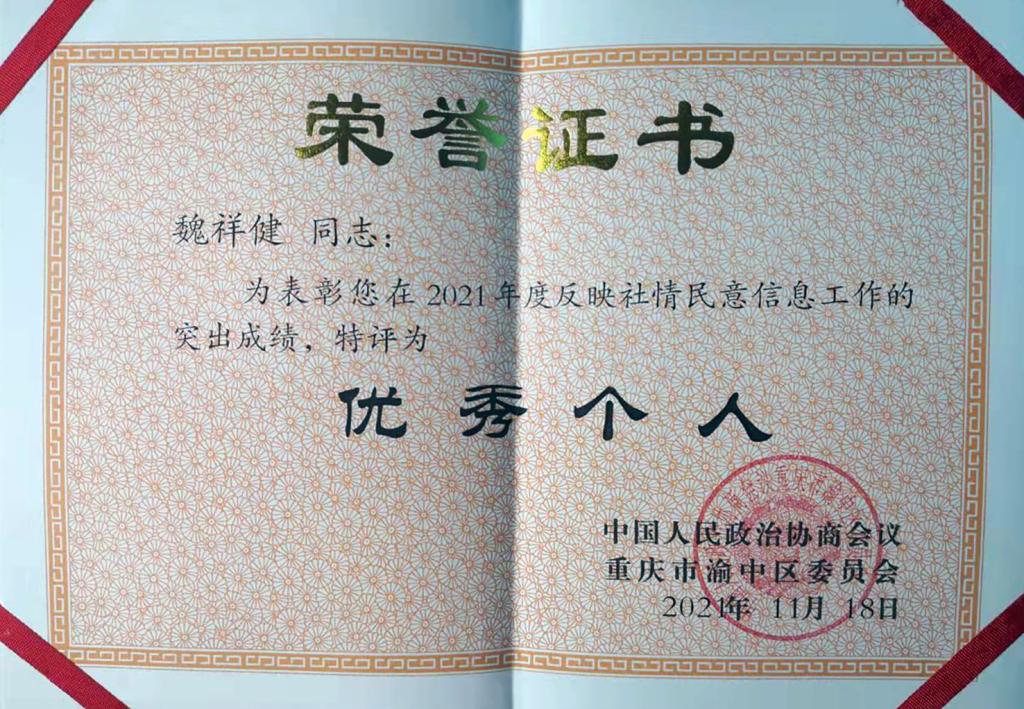 荣誉证书
魏祥健 同志：
为表彰您在2021年度反映社情民意信息工作的
突出成绩，特评为
优秀个人
中国人民政治协商会议
重庆市渝中区委员会
2021年 11月 18日